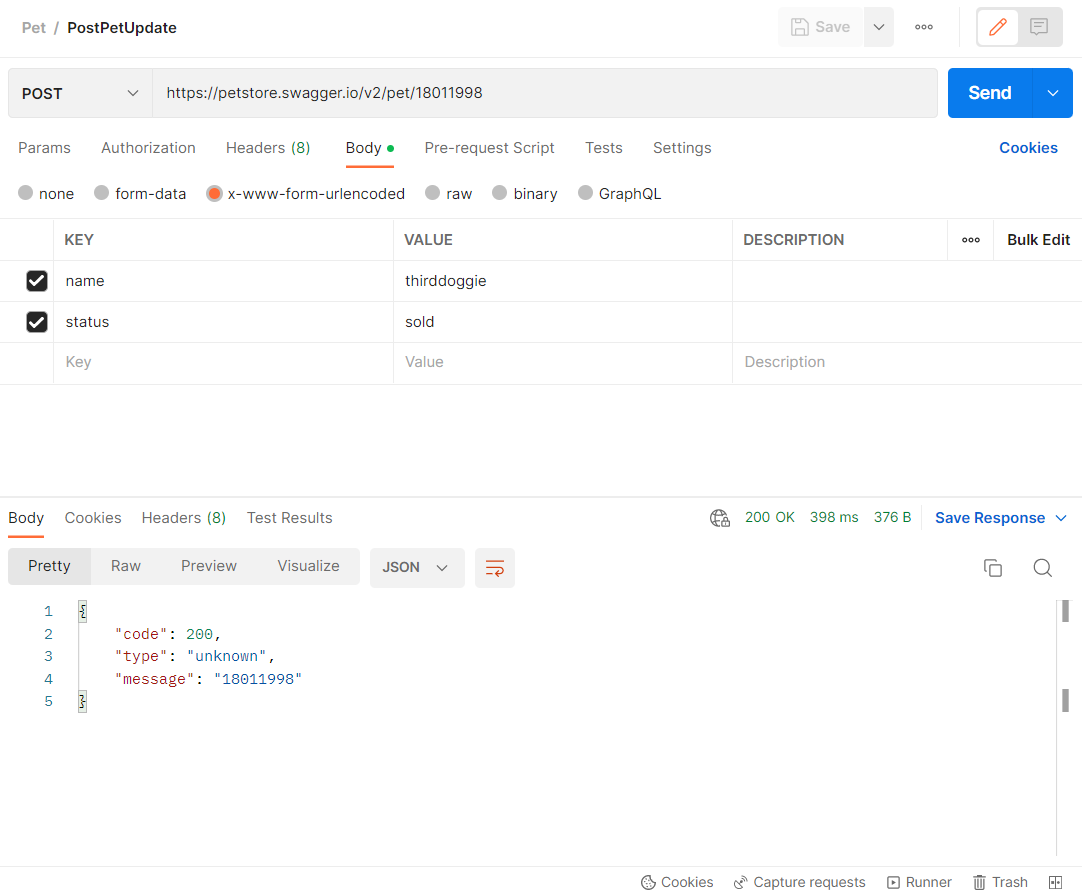 Pet / PostPetUpdate Save
POST https://petstore.swagger.io/v2/pet/18011998 Send
Params Authorization Headers (8) Body Pre-request Script Tests Settings Cookies
none form-data x-www-form-urlencoded raw binary GraphQL
KEY VALUE DESCRIPTION Bulk Edit
name thirddoggie
status sold
Key Value Description
Body Cookies Headers (8) Test Results 200 OK 398 ms 376 B Save Response
Pretty Raw Preview Visualize JSON
1 {
2 "code": 200,
3 "type": "unknown",
4 "message": "18011998"
5 }
Cookies Capture requests Runner Trash